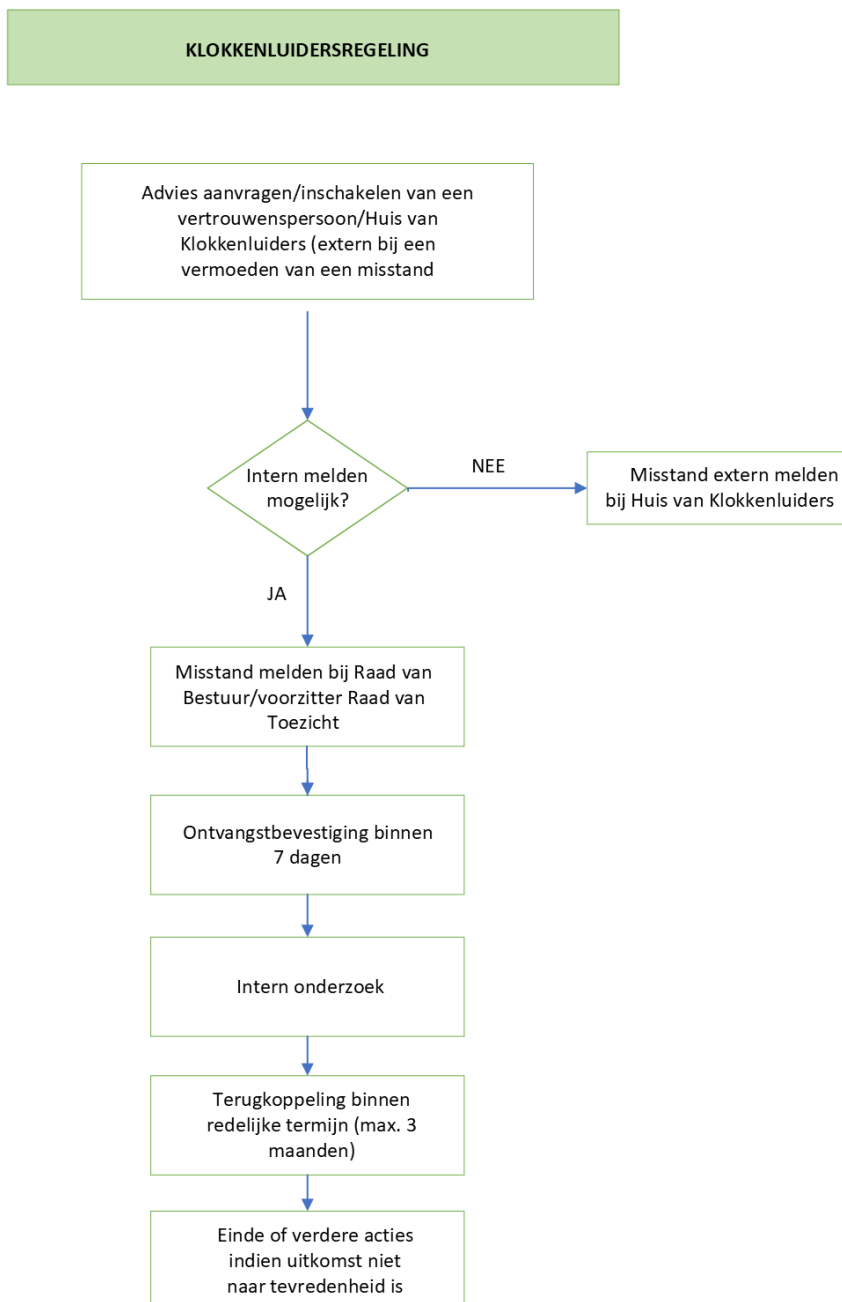 KLOKKENLUIDERSREGELING
Advies aanvragen/inschakelen van een
vertrouwenspersoon/Huis van
Klokkenluiders (extern bij een
vermoeden van een misstand
Intern melden
mogelijk?
NEE
Misstand extern melden
bij Huis van Klokkenluiders
JA
Misstand melden bij Raad van
Bestuur/voorzitter Raad van
Toezicht
Ontvangstbevestiging binnen
7 dagen
Intern onderzoek
Terugkoppeling binnen
redelijke termijn (max. 3
maanden)
Einde of verdere acties
indien uitkomst niet
naar tevredenheid is